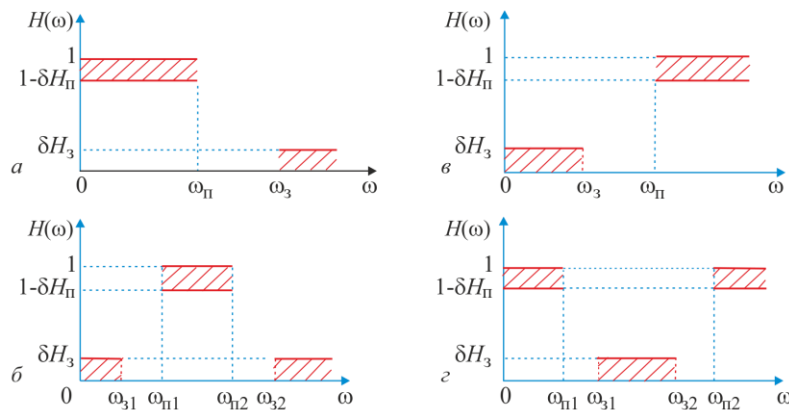 H(ω)
1
1-δHп
δHз
а
0
ωп
ωз
ω
H(ω)
1
1-δHп
δHз
в
0
ωз
ωп
ω
H(ω)
1
1-δHп
δHз
б
0
ωз1
ωп1
ωп2
ωз2
ω
H(ω)
1
1-δHп
δHз
г
0
ωп1
ωз1
ωз2
ωп2
ω